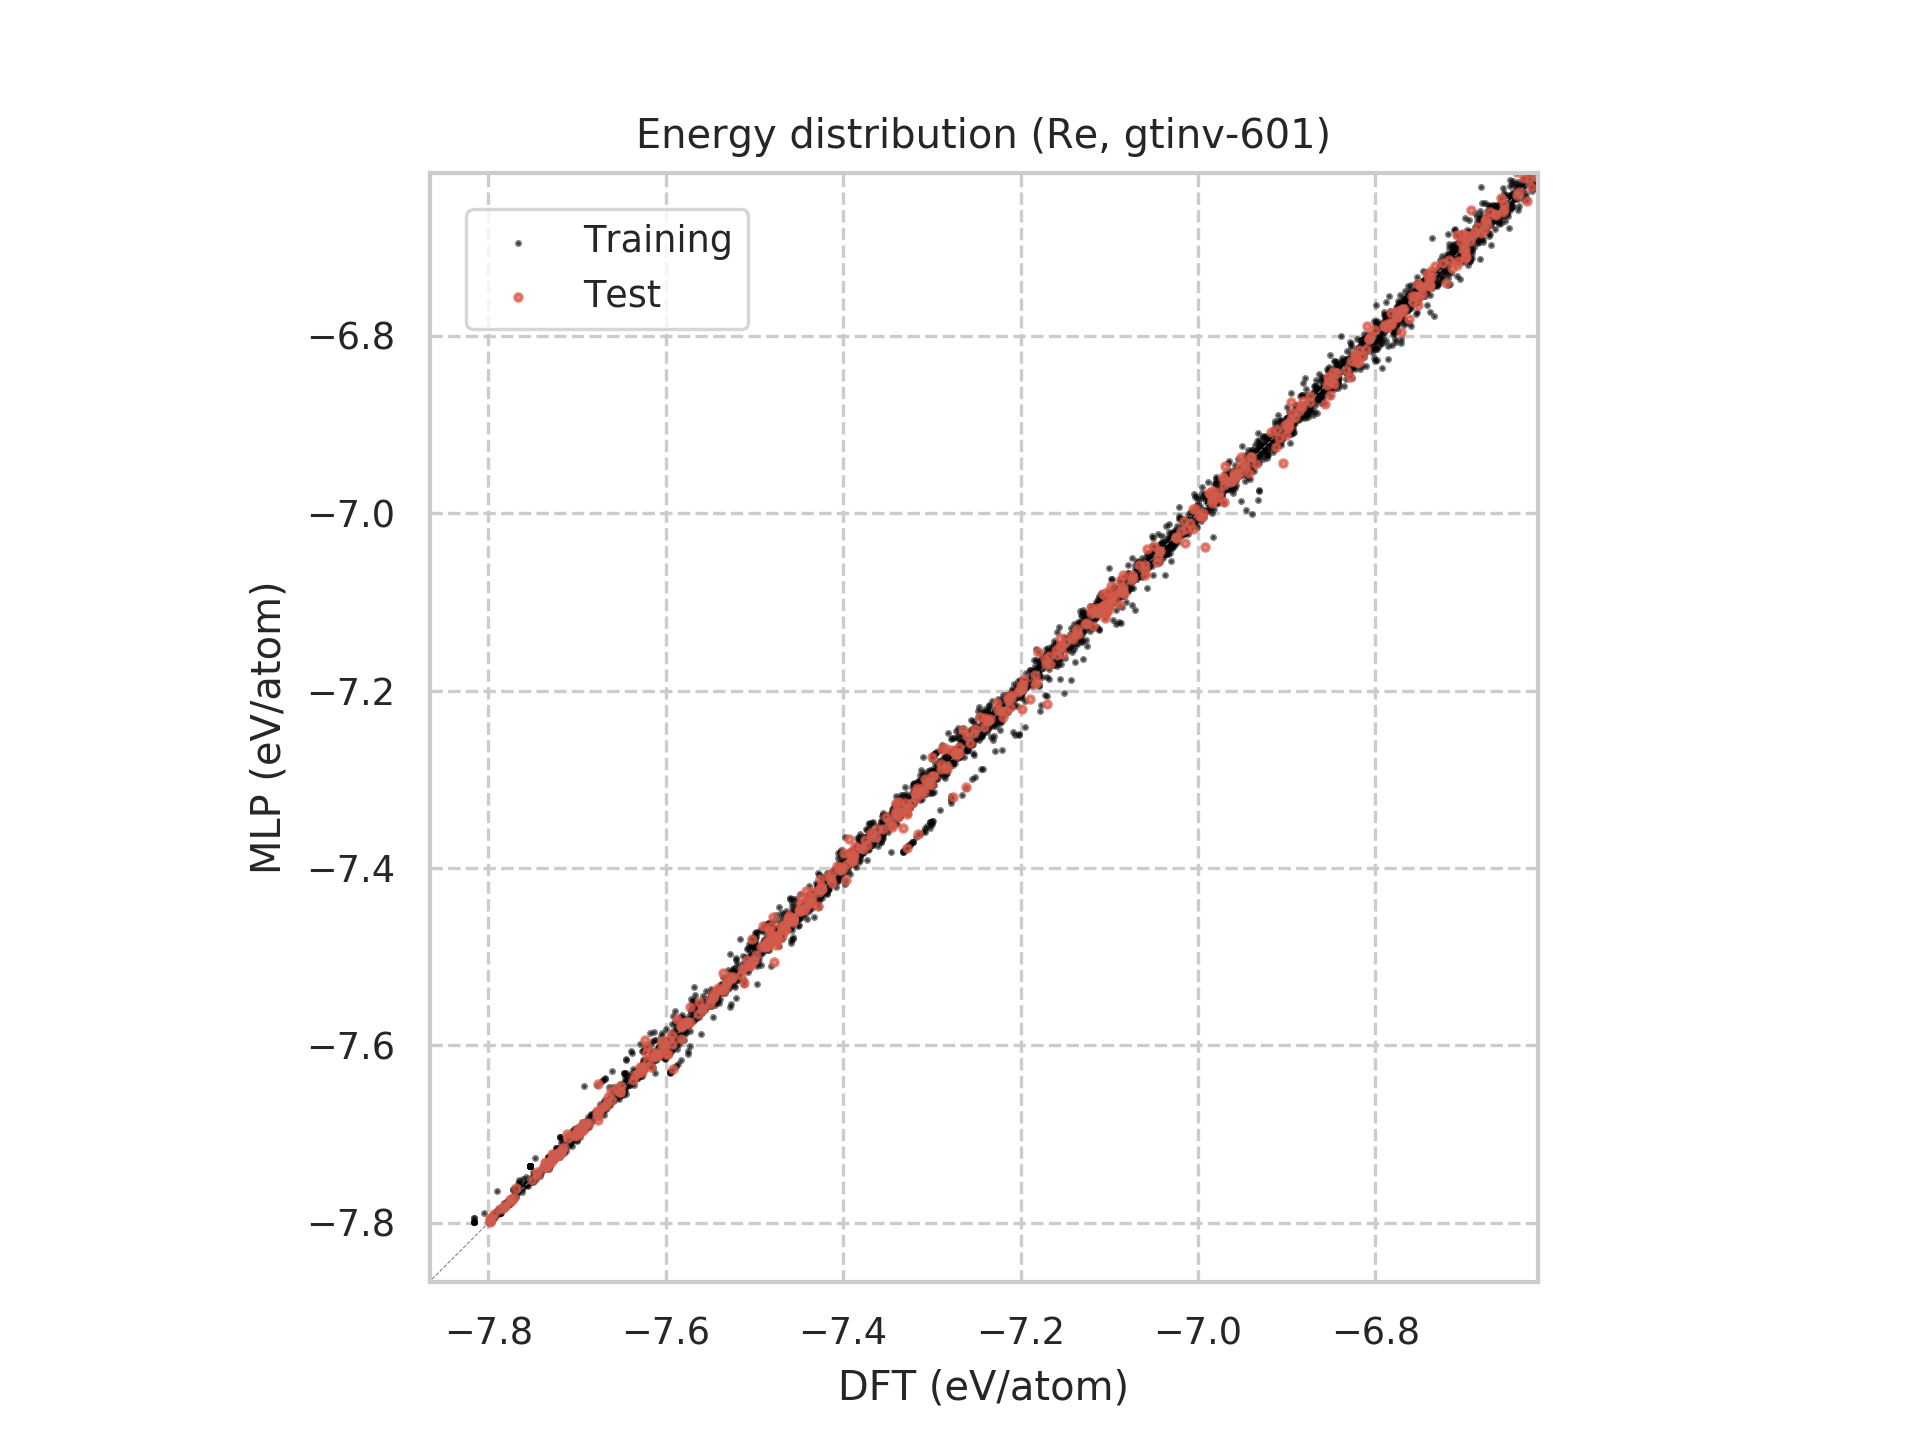 Energy distribution (Re, gtinv-601)
Training
Test
−6.8
−7.0
−7.2
−7.4
−7.6
−7.8
MLP (eV/atom)
−7.8 −7.6 −7.4 −7.2 −7.0 −6.8
DFT (eV/atom)